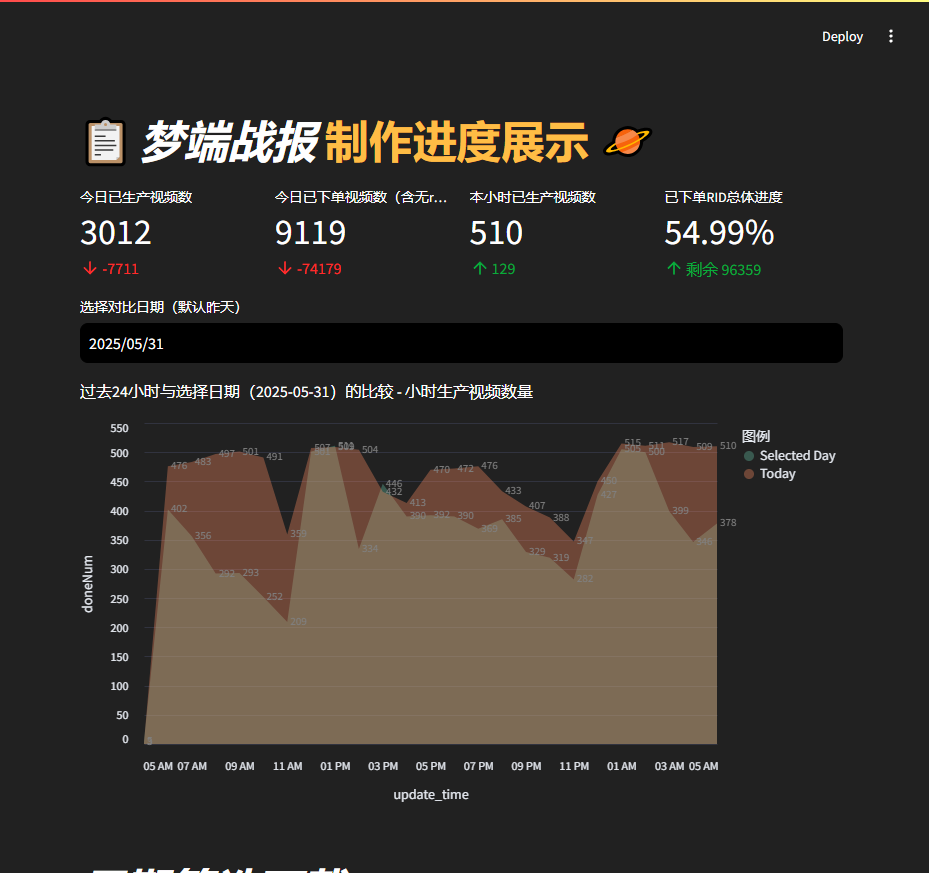 Deploy
梦端战报 制作进度展示
今日已生产视频数
3012
-7711
今日已下单视频数（含无r...
9119
-74179
本小时已生产视频数
510
129
已下单RID总体进度
54.99%
剩余 96359
选择对比日期（默认昨天）
2025/05/31
过去24小时与选择日期（2025-05-31）的比较 - 小时生产视频数量
图例
Selected Day
Today
doneNum
550
500
450
400
350
300
250
200
150
100
50
0
476 483 497 501 491 359 507 511 504 432 413 470 472 476 433 407 388 347 450 515 511 517 509 510
402 356 292 293 252 209 501 509 334 446 390 392 390 369 385 329 319 282 427 505 500 399 346 378
05 AM 07 AM 09 AM 11 AM 01 PM 03 PM 05 PM 07 PM 09 PM 11 PM 01 AM 03 AM 05 AM
update_time